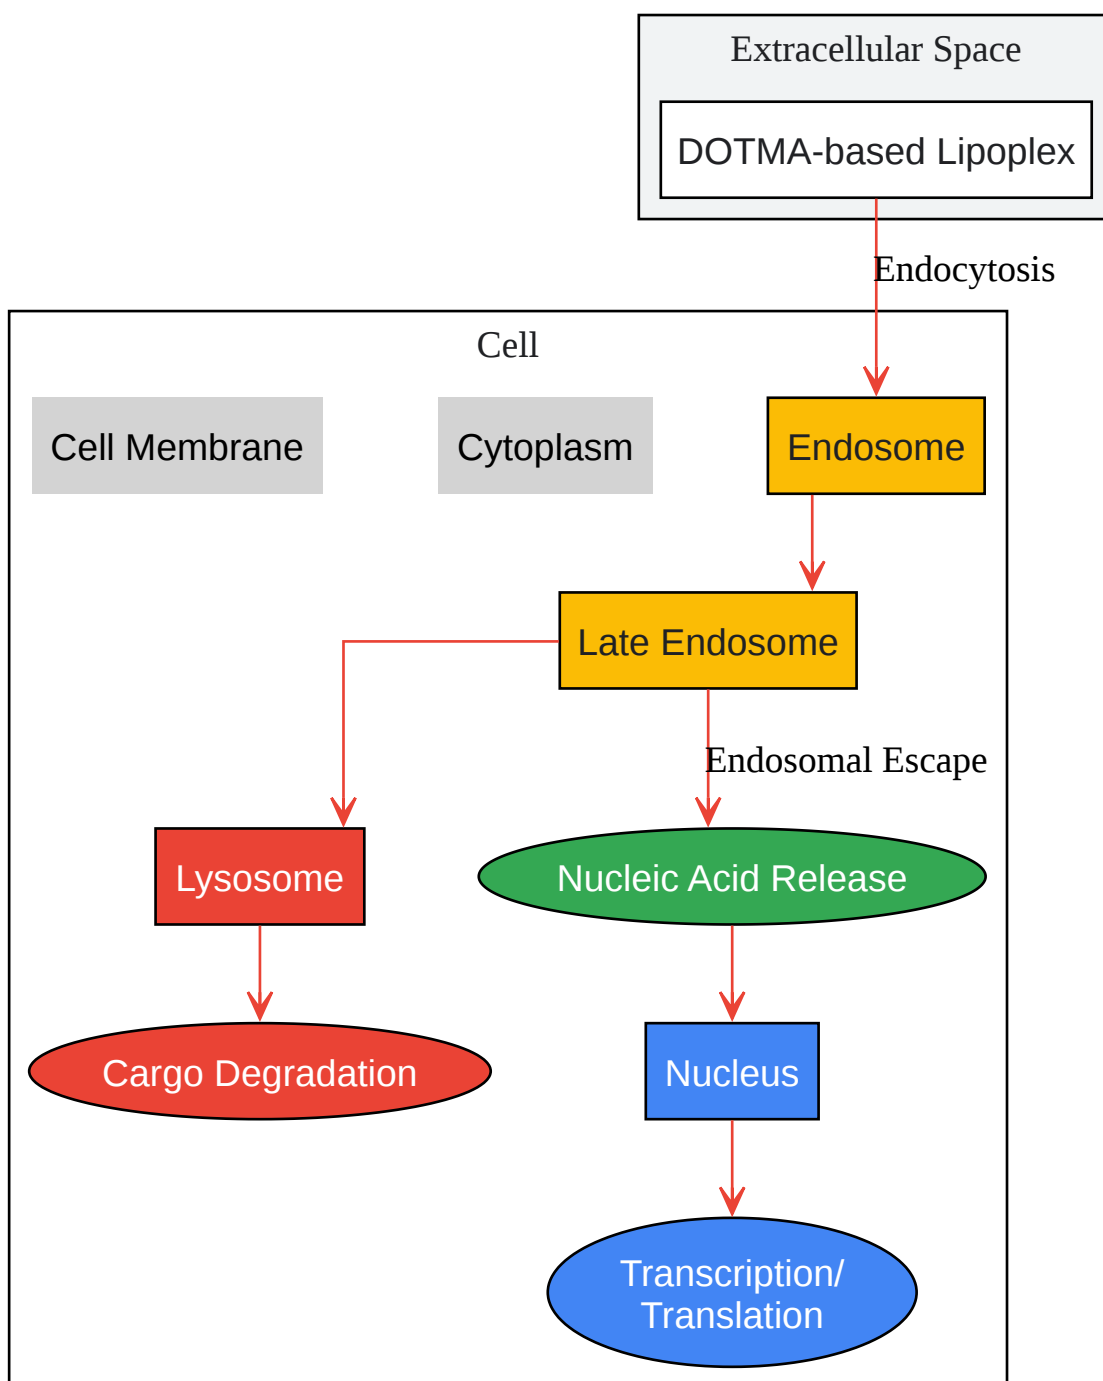 Extracellular Space
DOTMA-based Lipoplex
Endocytosis
Cell
Cell Membrane
Cytoplasm
Endosome
Late Endosome
Endosomal Escape
Lysosome
Nucleic Acid Release
Cargo Degradation
Nucleus
Transcription/
Translation